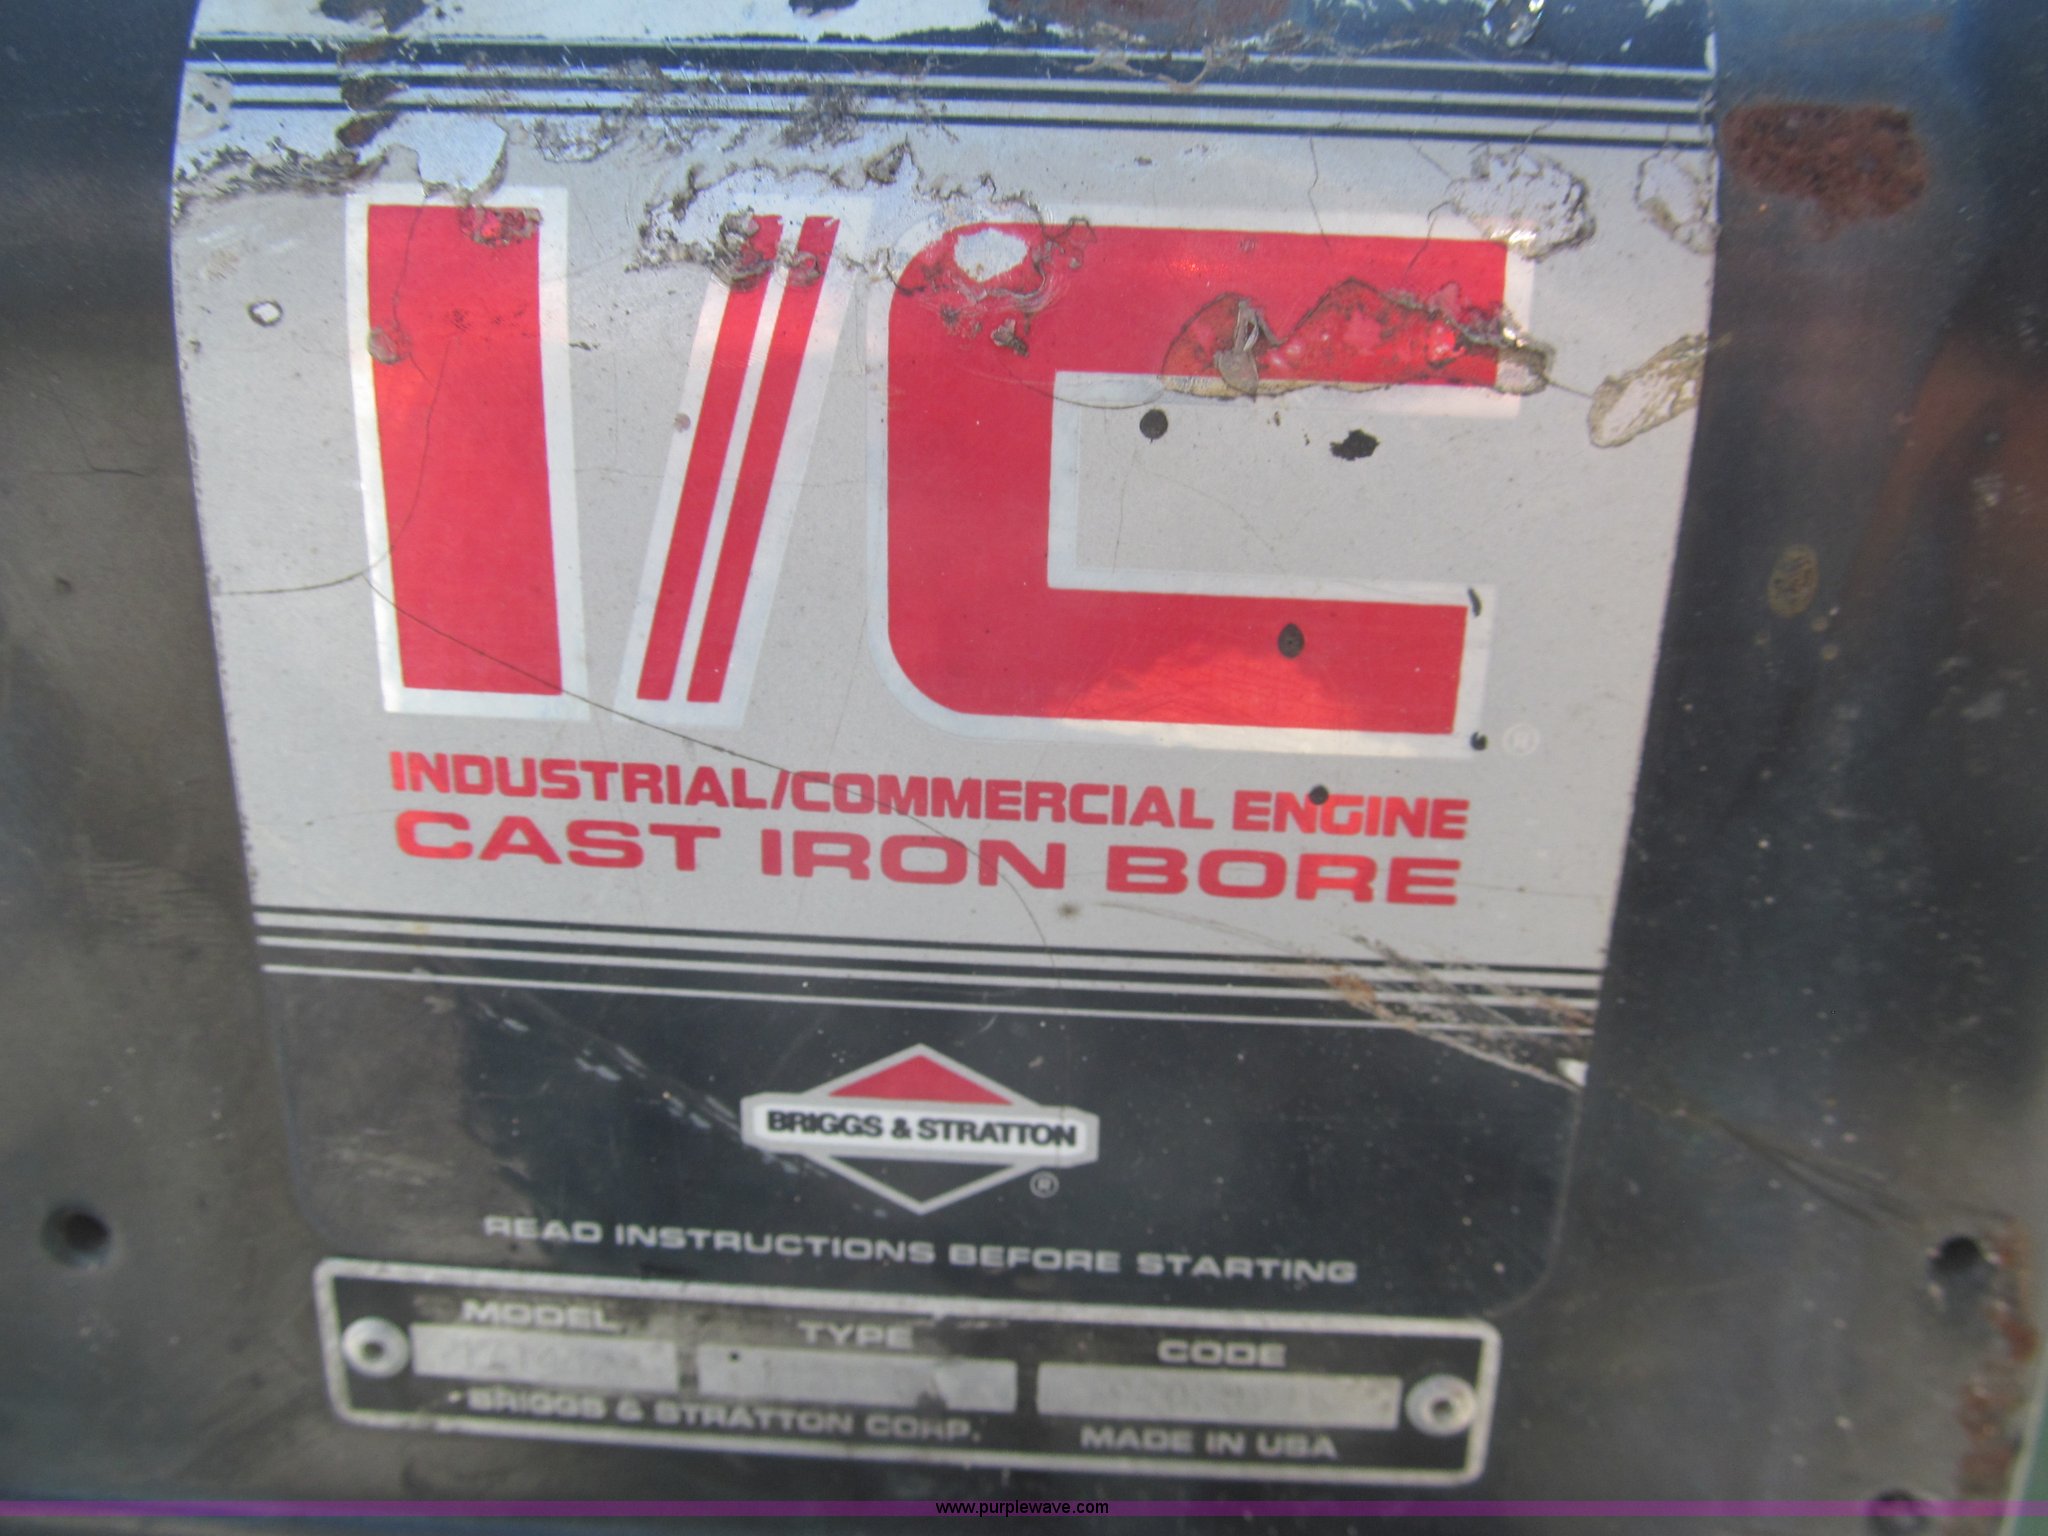 I/C ®
INDUSTRIAL/COMMERCIAL ENGINE
CAST IRON BORE
BRIGGS & STRATTON
®
READ INSTRUCTIONS BEFORE STARTING
MODEL TYPE CODE
BRIGGS & STRATTON CORP. MADE IN USA
www.purplewave.com